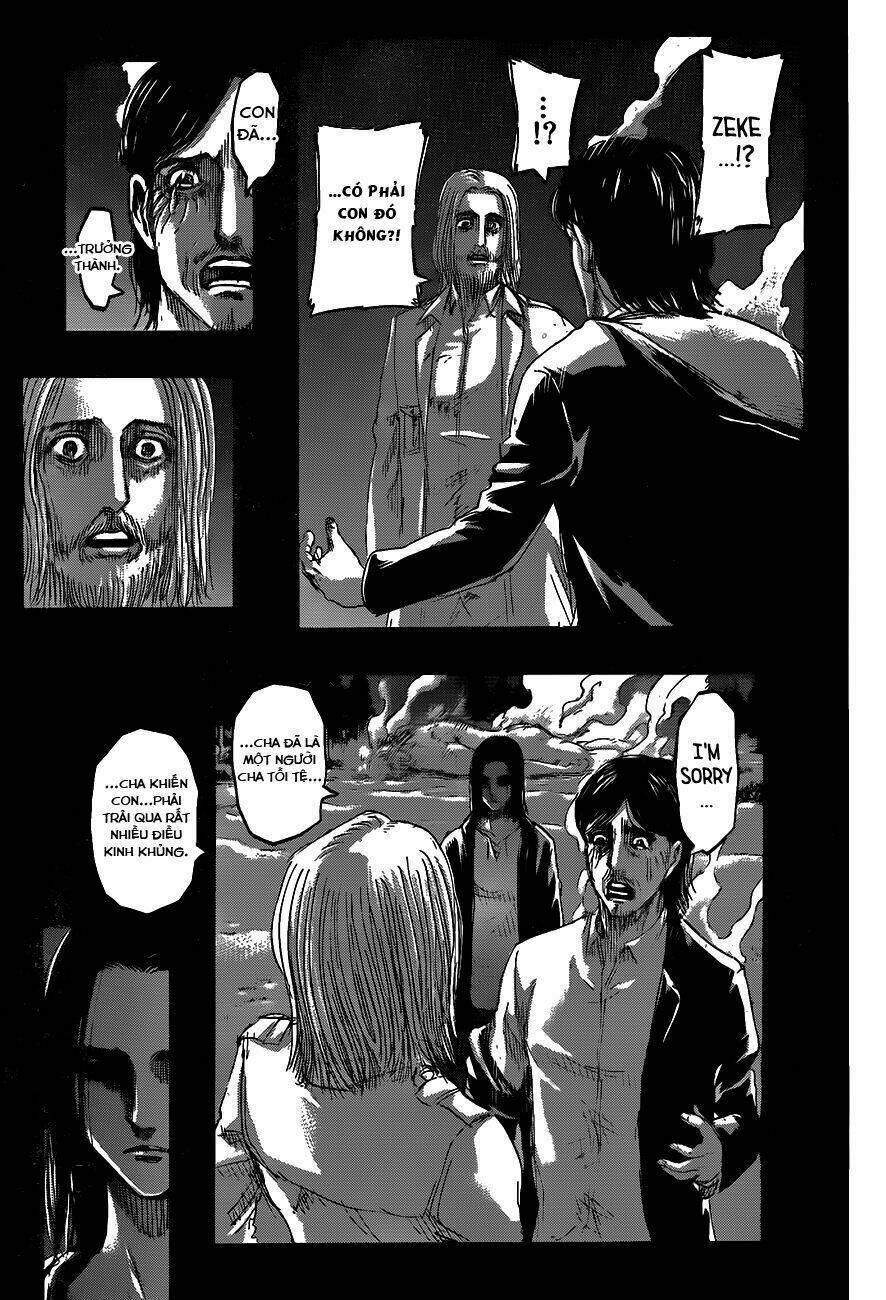 ZEKE
...!?
...
!?
...CÓ PHẢI
CON ĐÓ
KHÔNG?!
CON
ĐÃ...
...TRƯỞNG
THÀNH.
I'M
SORRY
...
...CHA ĐÃ LÀ
MỘT NGƯỜI
CHA TỒI TỆ...
...CHA KHIẾN
CON...PHẢI
TRẢI QUA RẤT
NHIỀU ĐIỀU
KINH KHỦNG.